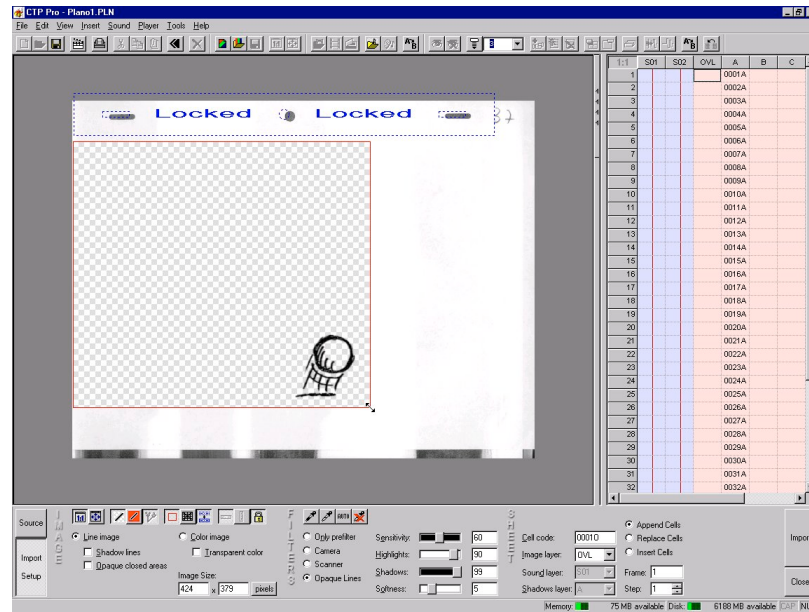 CTP Pro - Plano1.PLN
File Edit View Insert Sound Player Tools Help
1:1 S01 S02 OVL A B C
Locked Locked
37
1 0001A
2 0002A
3 0003A
4 0004A
5 0005A
6 0006A
7 0007A
8 0008A
9 0009A
10 0010A
11 0011A
12 0012A
13 0013A
14 0014A
15 0015A
16 0016A
17 0017A
18 0018A
19 0019A
20 0020A
21 0021A
22 0022A
23 0023A
24 0024A
25 0025A
26 0026A
27 0027A
28 0028A
29 0029A
30 0030A
31 0031A
32 0032A
Source
Import
Setup
IMAGE
Line image
Shadow lines
Opaque closed areas
Color image
Transparent color
Image Size:
424 x 379 pixels
FILTERS
AUTO
Only prefilter
Camera
Scanner
Opaque Lines
Sensitivity: 60
Highlights: 90
Shadows: 99
Softness: 5
SHEET
Cell code: 0001O
Image layer: OVL
Sound layer: S01
Shadows layer: A
Append Cells
Replace Cells
Insert Cells
Frame: 1
Step: 1
Impor
Close
Memory: 75 MB available Disk: 6188 MB available CAP